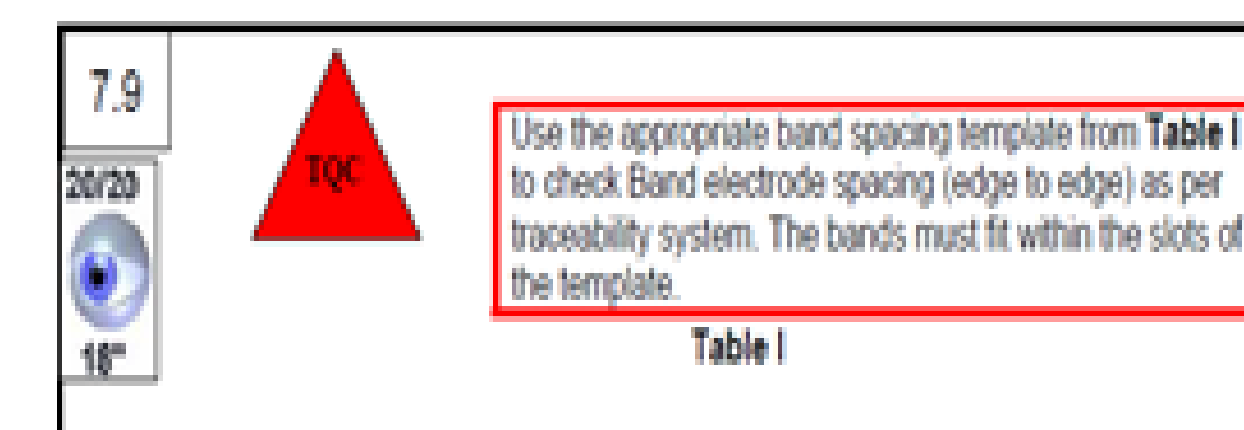 7.9
TQC
20/20
18"
Use the appropriate band spacing template from Table I
to check Band electrode spacing (edge to edge) as per
traceability system. The bands must fit within the slots of
the template.
Table I